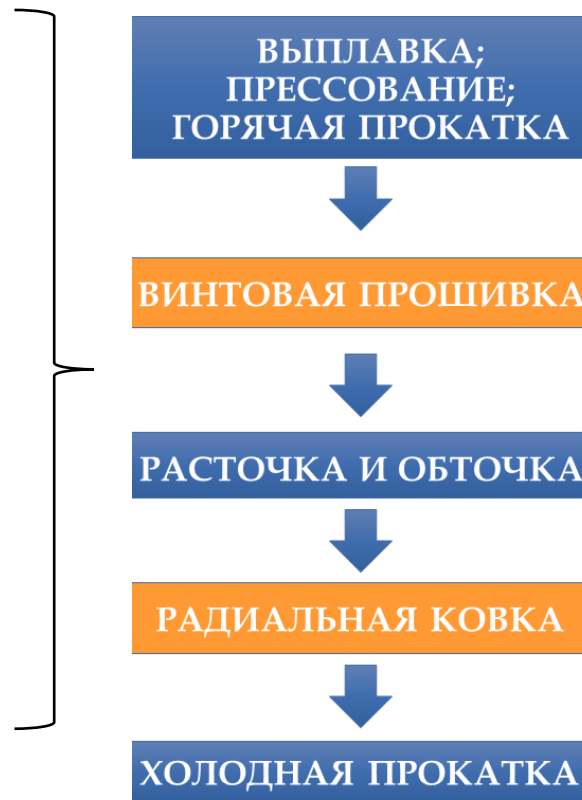 ВЫПЛАВКА;
ПРЕССОВАНИЕ;
ГОРЯЧАЯ ПРОКАТКА
ВИНТОВАЯ ПРОШИВКА
РАСТОЧКА И ОБТОЧКА
РАДИАЛЬНАЯ КОВКА
ХОЛОДНАЯ ПРОКАТКА